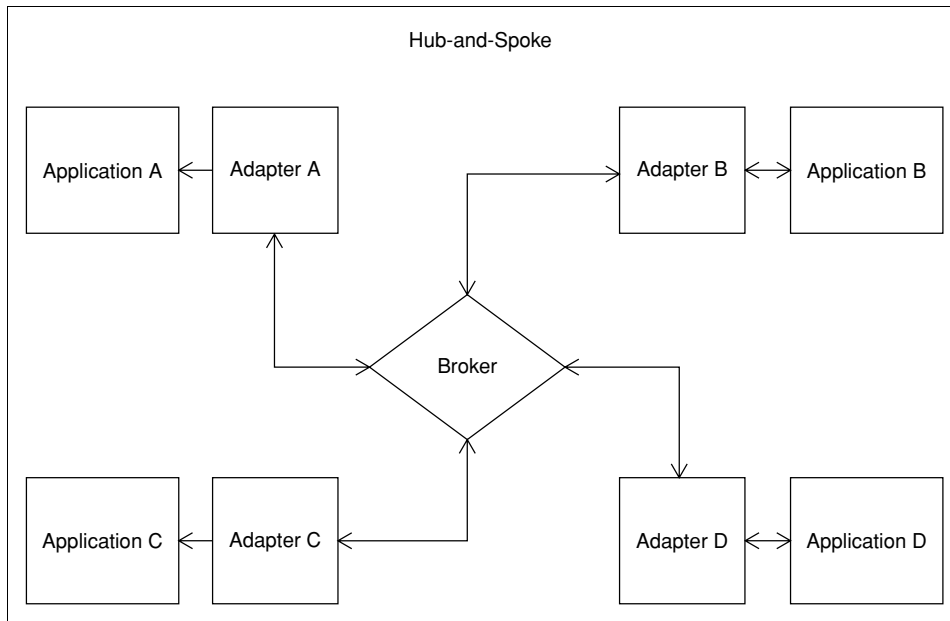 Hub-and-Spoke
Application A
Adapter A
Adapter B
Application B
Broker
Application C
Adapter C
Adapter D
Application D